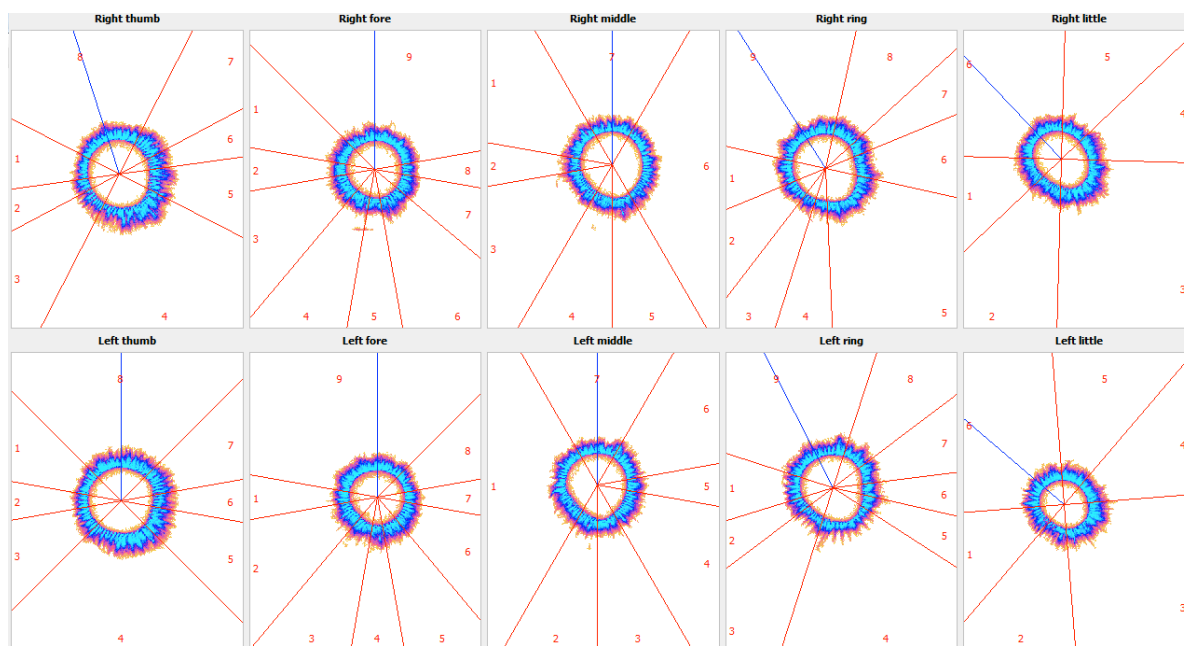 Right thumb Right fore Right middle Right ring Right little
8 7 1 6 2 5 3 4
9 1 2 8 7 3 4 5 6
7 1 2 6 3 4 5
9 8 7 1 6 2 3 4 5
6 5 4 1 3 2
Left thumb Left fore Left middle Left ring Left little
8 1 7 2 6 3 5 4
9 8 1 7 6 2 3 4 5
7 6 1 5 4 2 3
9 8 7 1 6 2 5 3 4
6 5 4 1 3 2